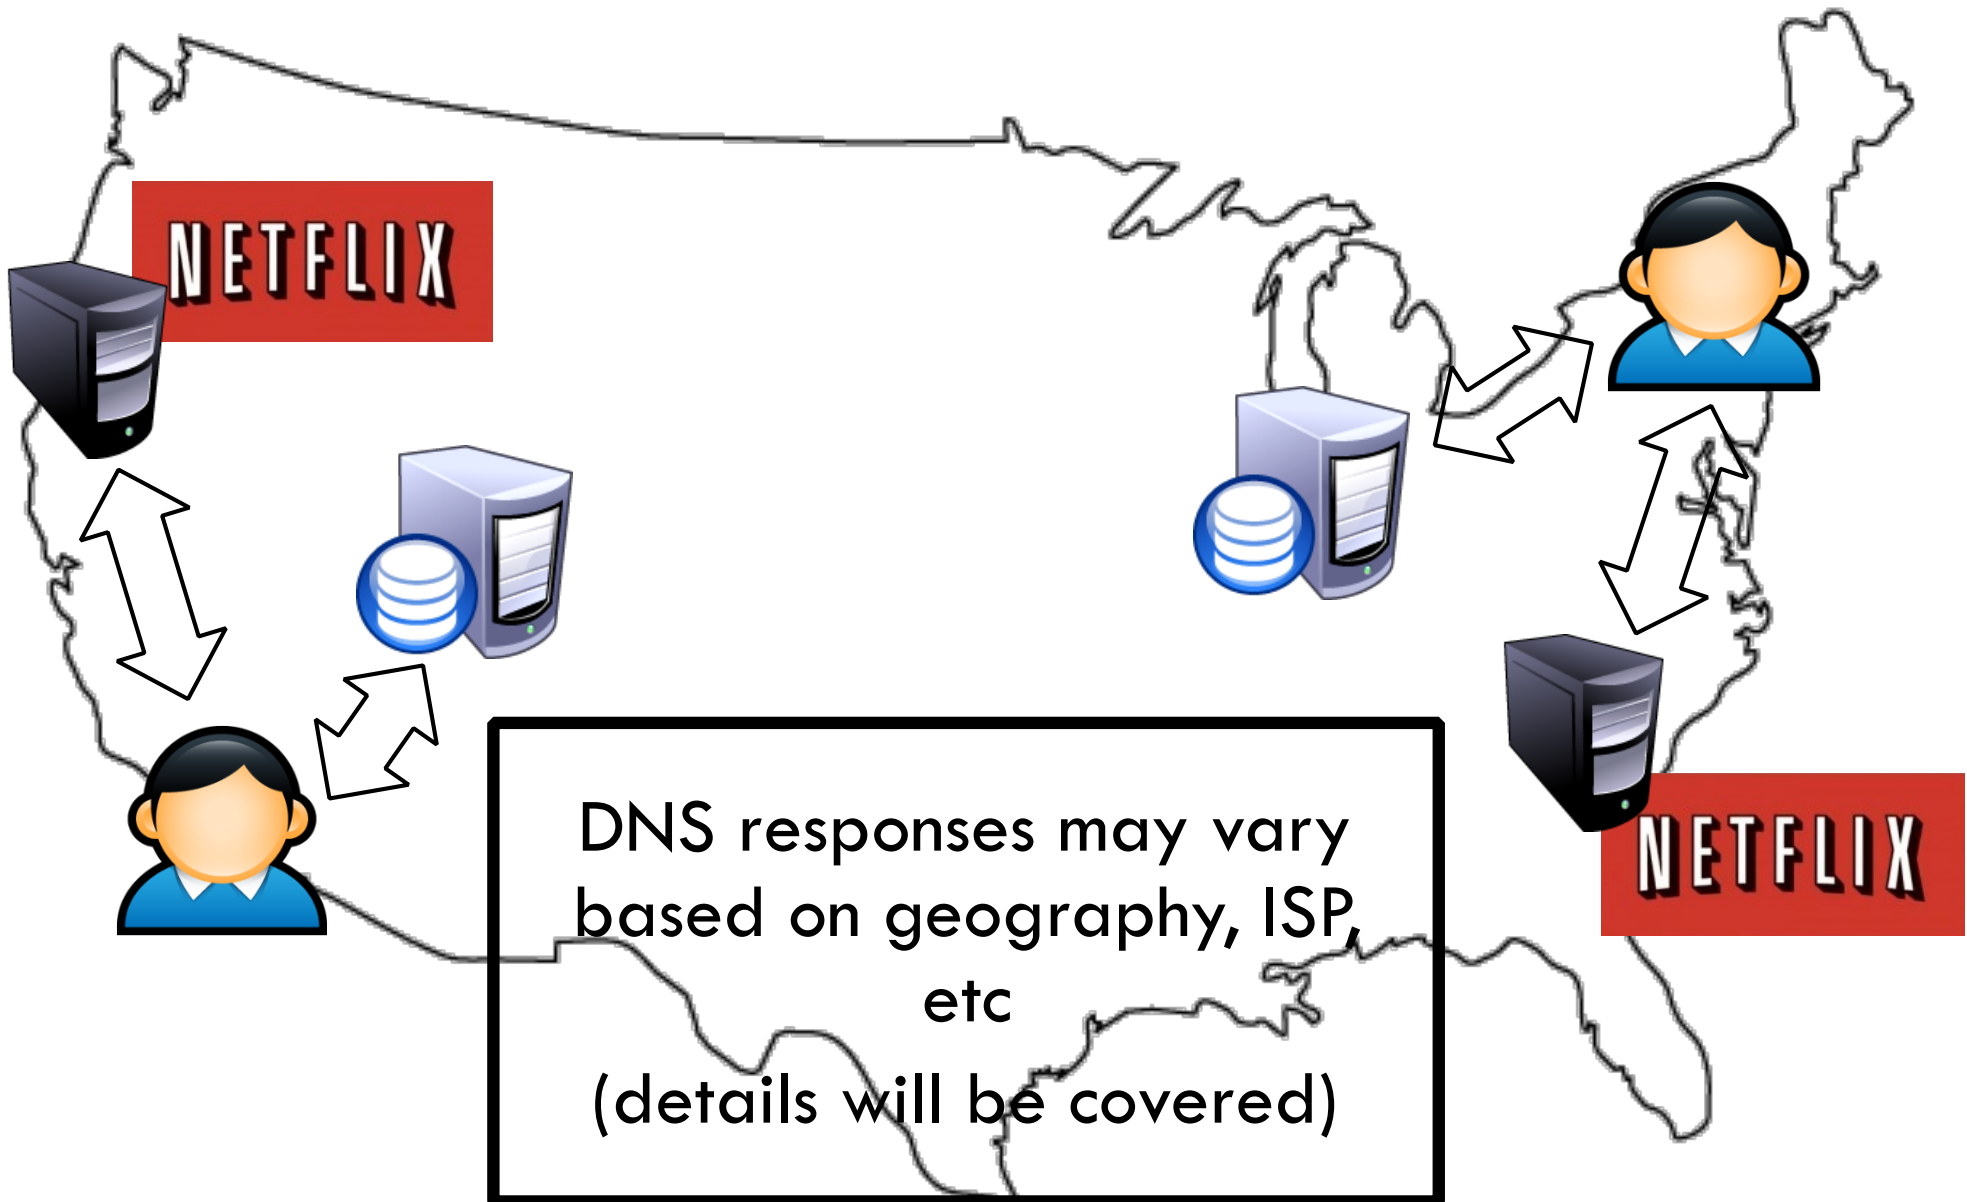 NETFLIX
DNS responses may vary
based on geography, ISP,
etc
(details will be covered)
NETFLIX